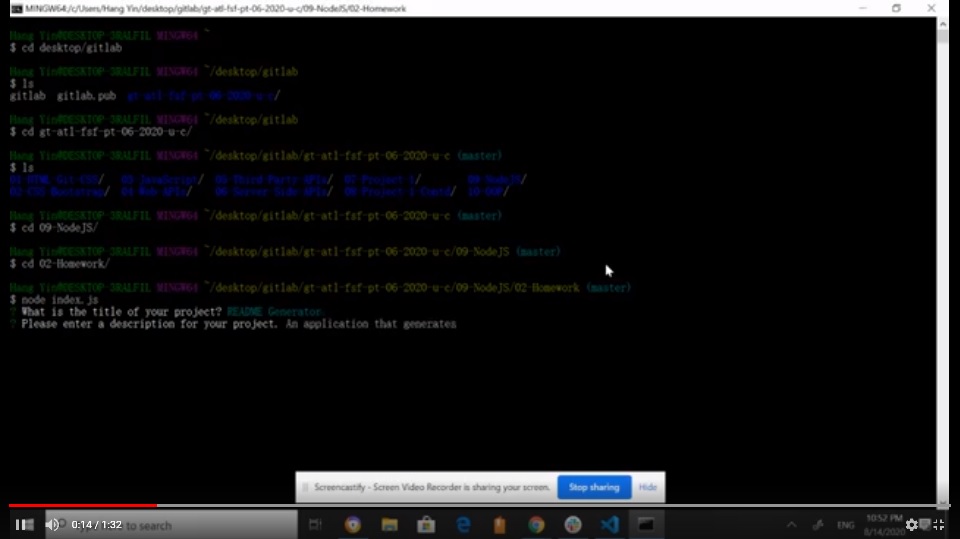 MINGW64:/c/Users/Hang Yin/desktop/gitlab/gt-atl-fsf-pt-06-2020-u-c/09-NodeJS/02-Homework
Hang Yin@DESKTOP-3RALFIL MINGW64 ~
$ cd desktop/gitlab
Hang Yin@DESKTOP-3RALFIL MINGW64 ~/desktop/gitlab
$ ls
gitlab gitlab.pub gt-atl-fsf-pt-06-2020-u-c/
Hang Yin@DESKTOP-3RALFIL MINGW64 ~/desktop/gitlab
$ cd gt-atl-fsf-pt-06-2020-u-c/
Hang Yin@DESKTOP-3RALFIL MINGW64 ~/desktop/gitlab/gt-atl-fsf-pt-06-2020-u-c (master)
$ ls
01-HTML-Git-CSS/ 03-JavaScript/ 05-Third-Party-APIs/ 07-Project-1/ 09-NodeJS/
02-CSS-Bootstrap/ 04-Web-APIs/ 06-Server-Side-APIs/ 08-Project-1-Contd/ 10-OOP/
Hang Yin@DESKTOP-3RALFIL MINGW64 ~/desktop/gitlab/gt-atl-fsf-pt-06-2020-u-c (master)
$ cd 09-NodeJS/
Hang Yin@DESKTOP-3RALFIL MINGW64 ~/desktop/gitlab/gt-atl-fsf-pt-06-2020-u-c/09-NodeJS (master)
$ cd 02-Homework/
Hang Yin@DESKTOP-3RALFIL MINGW64 ~/desktop/gitlab/gt-atl-fsf-pt-06-2020-u-c/09-NodeJS/02-Homework (master)
$ node index.js
? What is the title of your project? README Generator
? Please enter a description for your project. An application that generates
Screencastify - Screen Video Recorder is sharing your screen. Stop sharing Hide
0:14 / 1:32 to search ENG 10:52 PM
8/14/2020